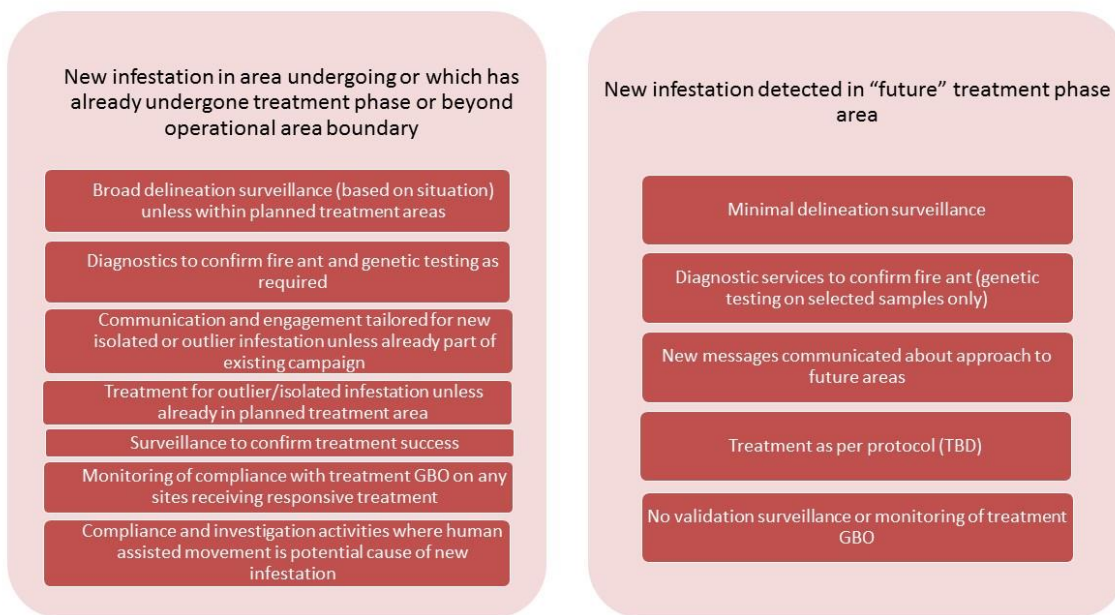 New infestation in area undergoing or which has
already undergone treatment phase or beyond
operational area boundary
Broad delineation surveillance (based on situation)
unless within planned treatment areas
Diagnostics to confirm fire ant and genetic testing as
required
Communication and engagement tailored for new
isolated or outlier infestation unless already part of
existing campaign
Treatment for outlier/isolated infestation unless
already in planned treatment area
Surveillance to confirm treatment success
Monitoring of compliance with treatment GBO on any
sites receiving responsive treatment
Compliance and investigation activities where human
assisted movement is potential cause of new
infestation
New infestation detected in “future” treatment phase
area
Minimal delineation surveillance
Diagnostic services to confirm fire ant (genetic
testing on selected samples only)
New messages communicated about approach to
future areas
Treatment as per protocol (TBD)
No validation surveillance or monitoring of treatment
GBO